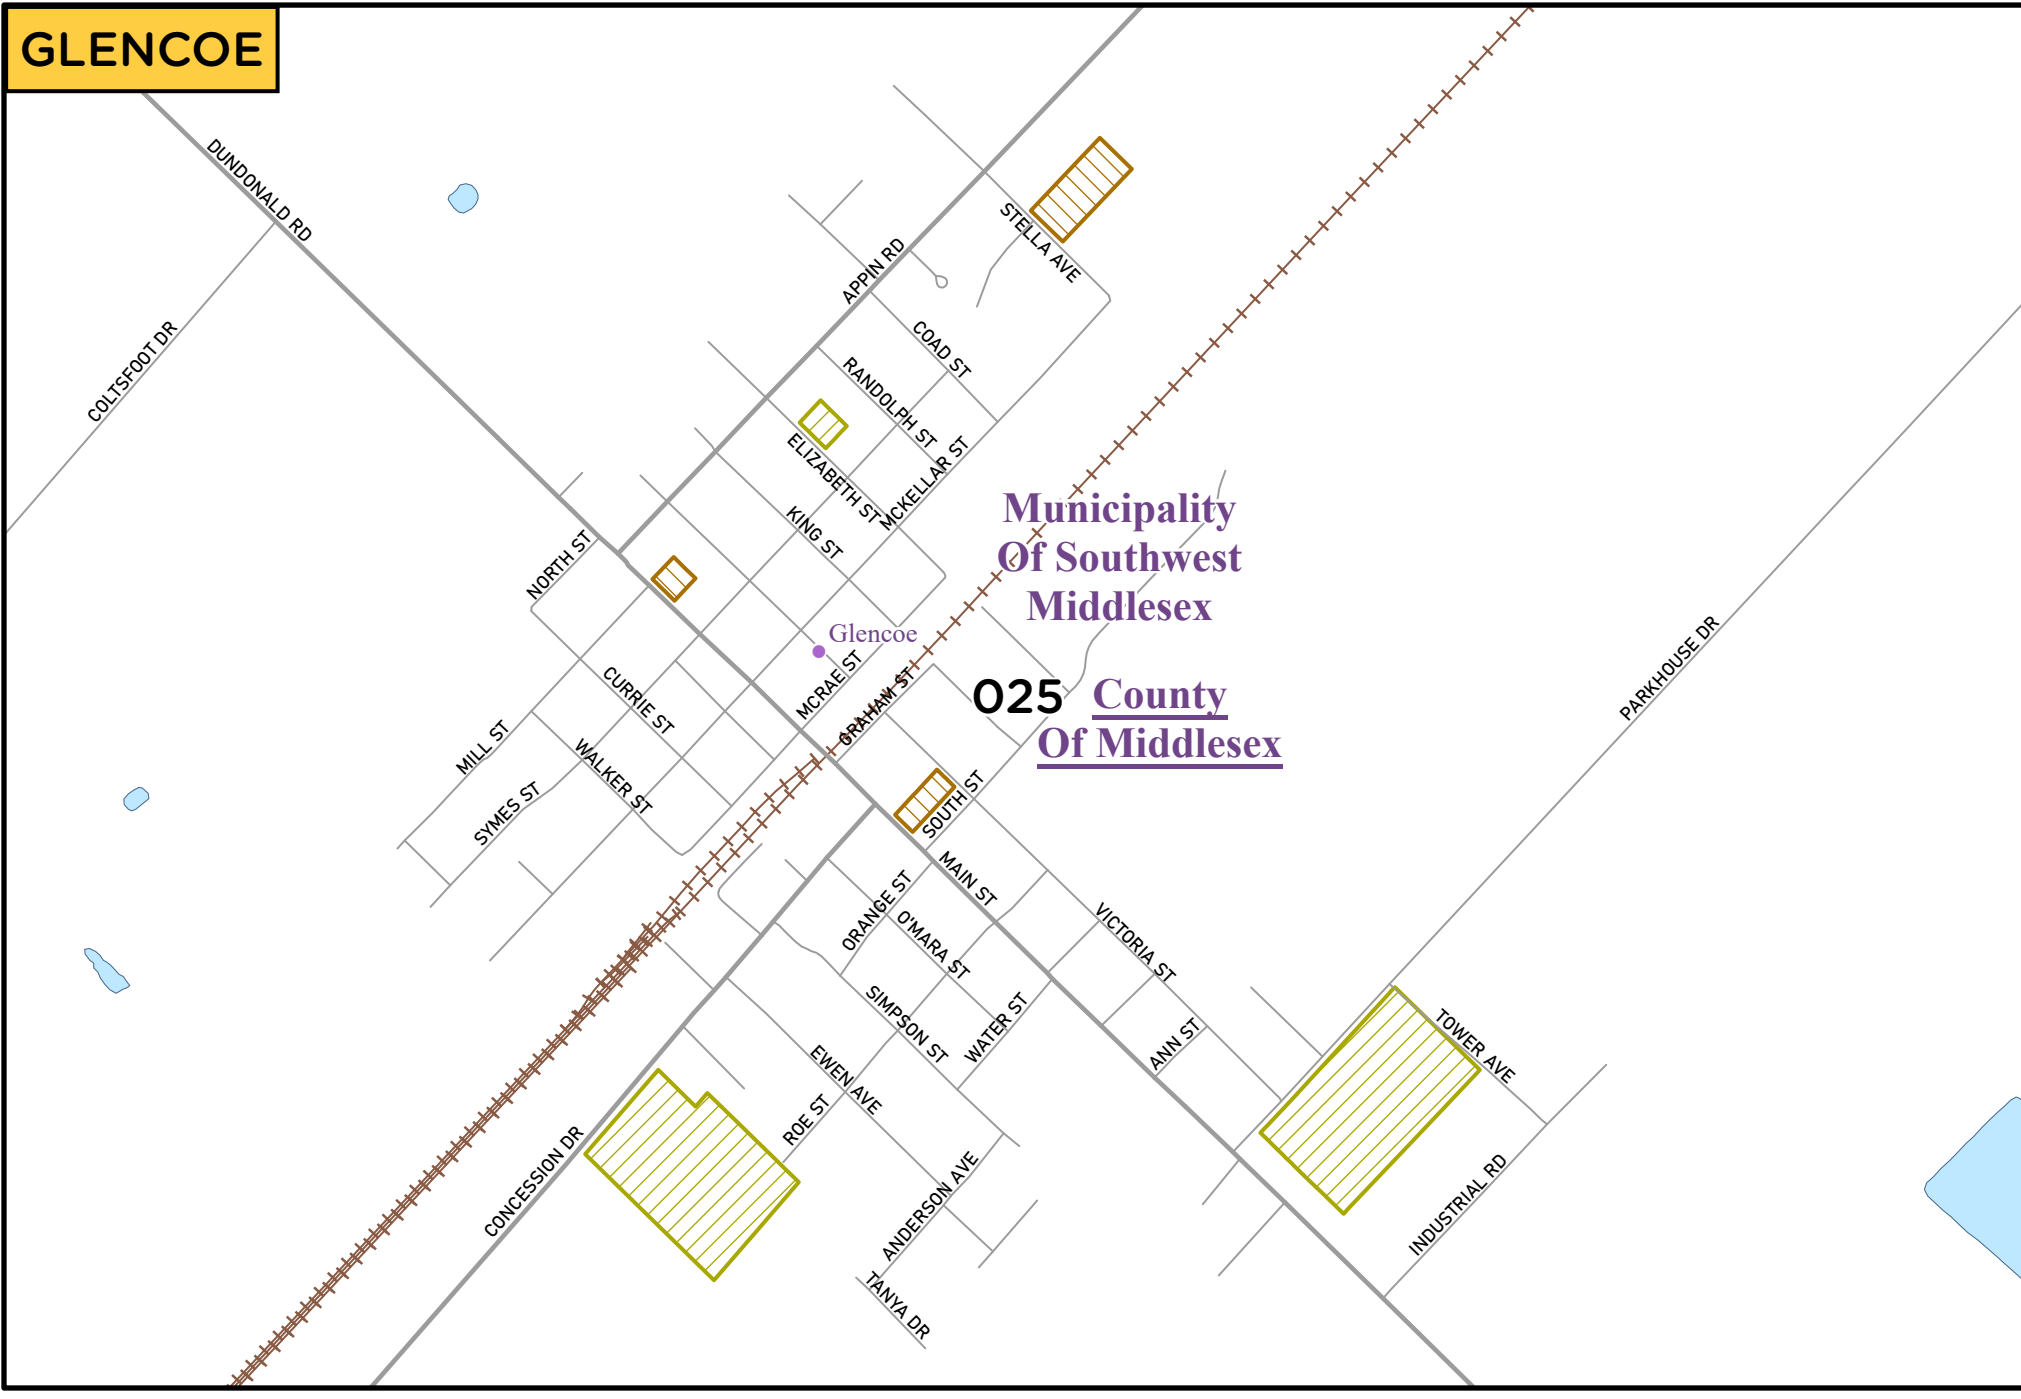 GLENCOE
DUNDONALD RD
COLTSFOOT DR
STELLA AVE
APPIN RD
COAD ST
RANDOLPH ST
ELIZABETH ST
MCKELLAR ST
KING ST
NORTH ST
Municipality
Of Southwest
Middlesex
Glencoe
MCRAE ST
GRAHAM ST
025
County
Of Middlesex
PARKHOUSE DR
CURRIE ST
MILL ST
WALKER ST
SYMES ST
SOUTH ST
MAIN ST
ORANGE ST
O'MARA ST
VICTORIA ST
SIMPSON ST
WATER ST
ANN ST
TOWER AVE
EWEN AVE
ROE ST
CONCESSION DR
ANDERSON AVE
INDUSTRIAL RD
TANYA DR